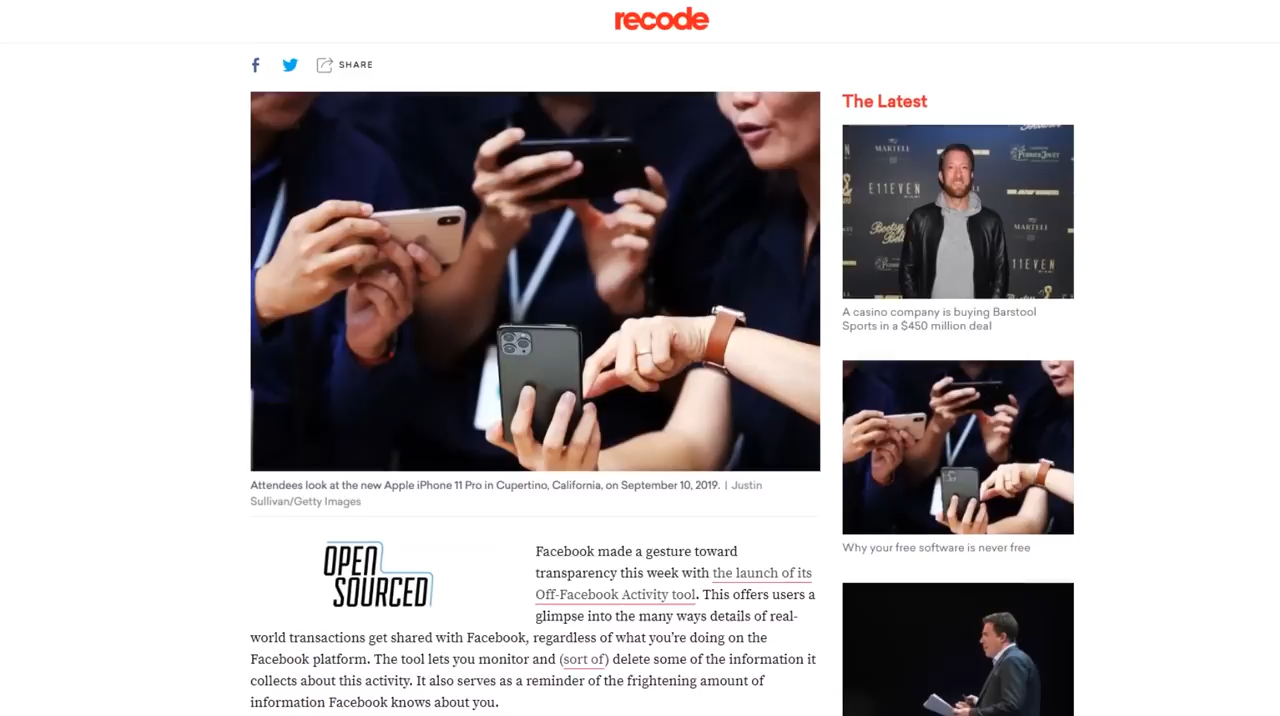 recode
SHARE
Attendees look at the new Apple iPhone 11 Pro in Cupertino, California, on September 10, 2019. | Justin
Sullivan/Getty Images
OPEN
SOURCED
Facebook made a gesture toward
transparency this week with the launch of its
Off-Facebook Activity tool. This offers users a
glimpse into the many ways details of real-
world transactions get shared with Facebook, regardless of what you're doing on the
Facebook platform. The tool lets you monitor and (sort of) delete some of the information it
collects about this activity. It also serves as a reminder of the frightening amount of
information Facebook knows about you.
The Latest
MARTELL
PERRIER-JOUËT
E11EVEN
MIAMI
MARTELL
11EVEN
A casino company is buying Barstool
Sports in a $450 million deal
Why your free software is never free